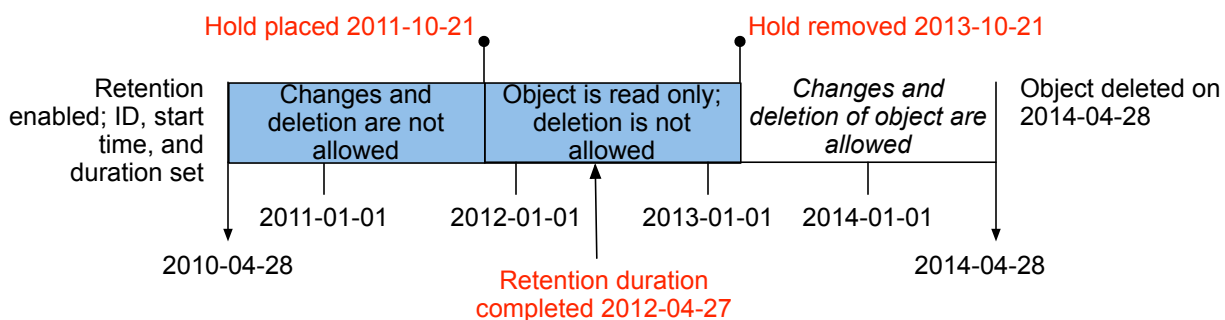 Hold placed 2011-10-21
Hold removed 2013-10-21
Retention
enabled; ID, start
time, and
duration set
Changes and
deletion are not
allowed
Object is read only;
deletion is not
allowed
Changes and
deletion of object are
allowed
Object deleted on
2014-04-28
2011-01-01
2012-01-01
2013-01-01
2014-01-01
2010-04-28
2014-04-28
Retention duration
completed 2012-04-27